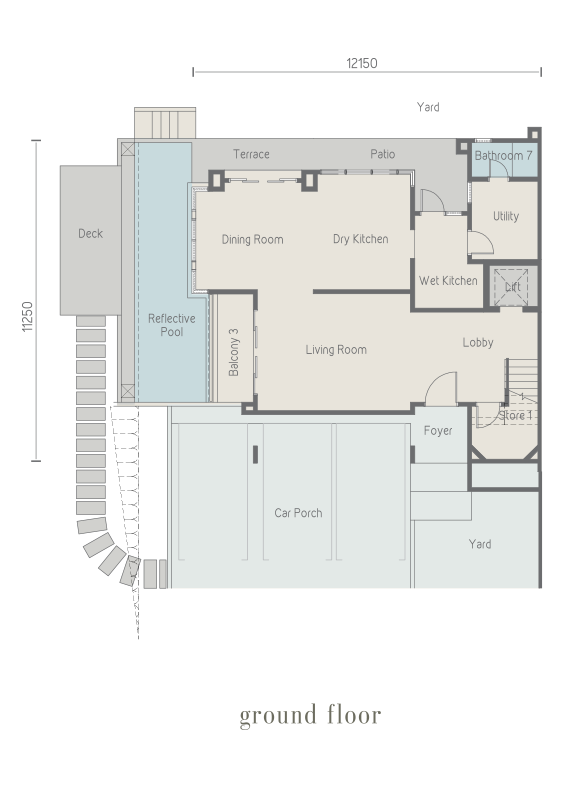 12150
Yard
Terrace
Patio
Bathroom 7
Utility
Deck
Dining Room
Dry Kitchen
Wet Kitchen
Lift
11250
Reflective
Pool
Balcony 3
Living Room
Lobby
Store 1
Foyer
Car Porch
Yard
ground floor